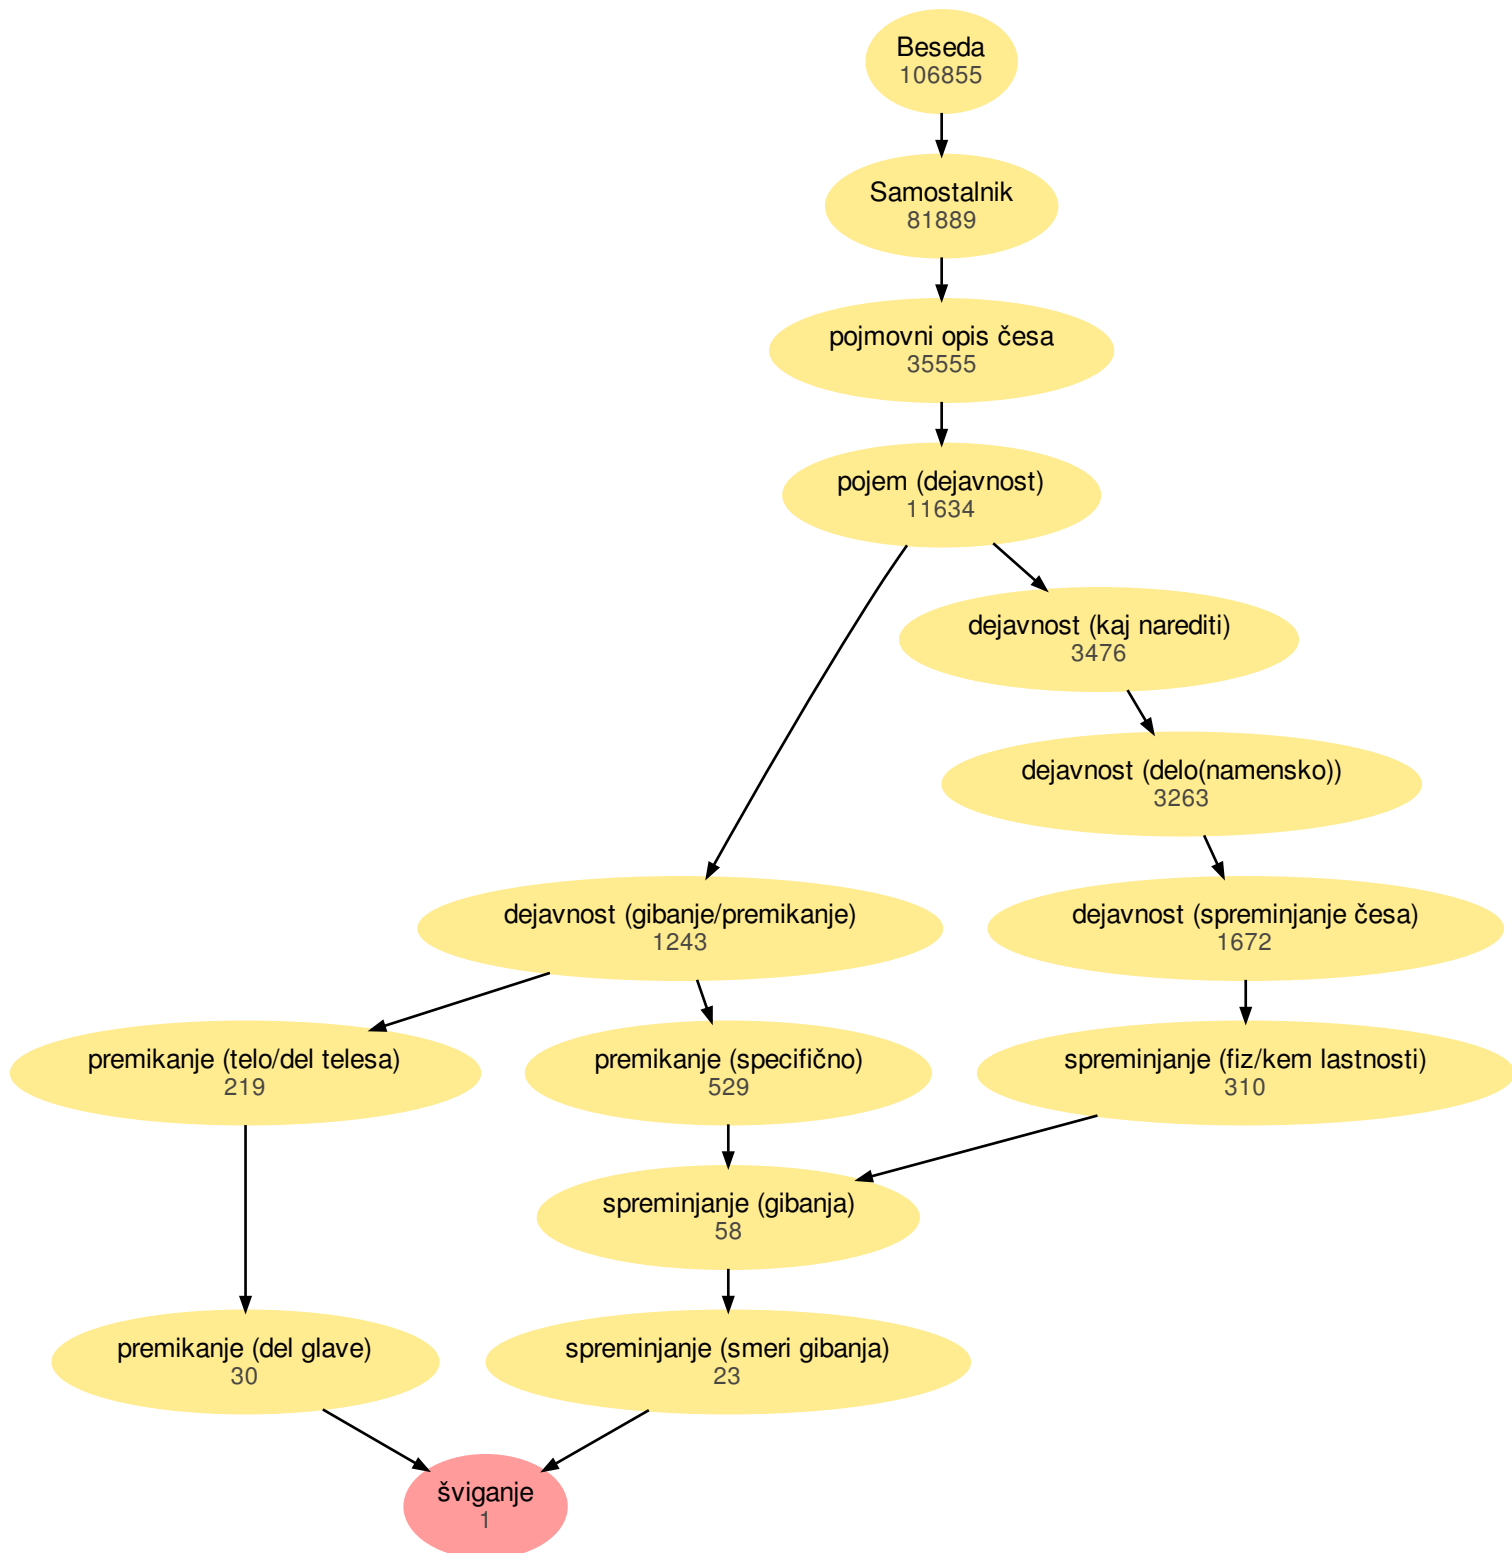 Beseda
106855
Samostalnik
81889
pojmovni opis česa
35555
pojem (dejavnost)
11634
dejavnost (kaj narediti)
3476
dejavnost (delo(namensko))
3263
dejavnost (gibanje/premikanje)
1243
dejavnost (spreminjanje česa)
1672
premikanje (telo/del telesa)
219
premikanje (specifično)
529
spreminjanje (fiz/kem lastnosti)
310
spreminjanje (gibanja)
58
premikanje (del glave)
30
spreminjanje (smeri gibanja)
23
šviganje
1